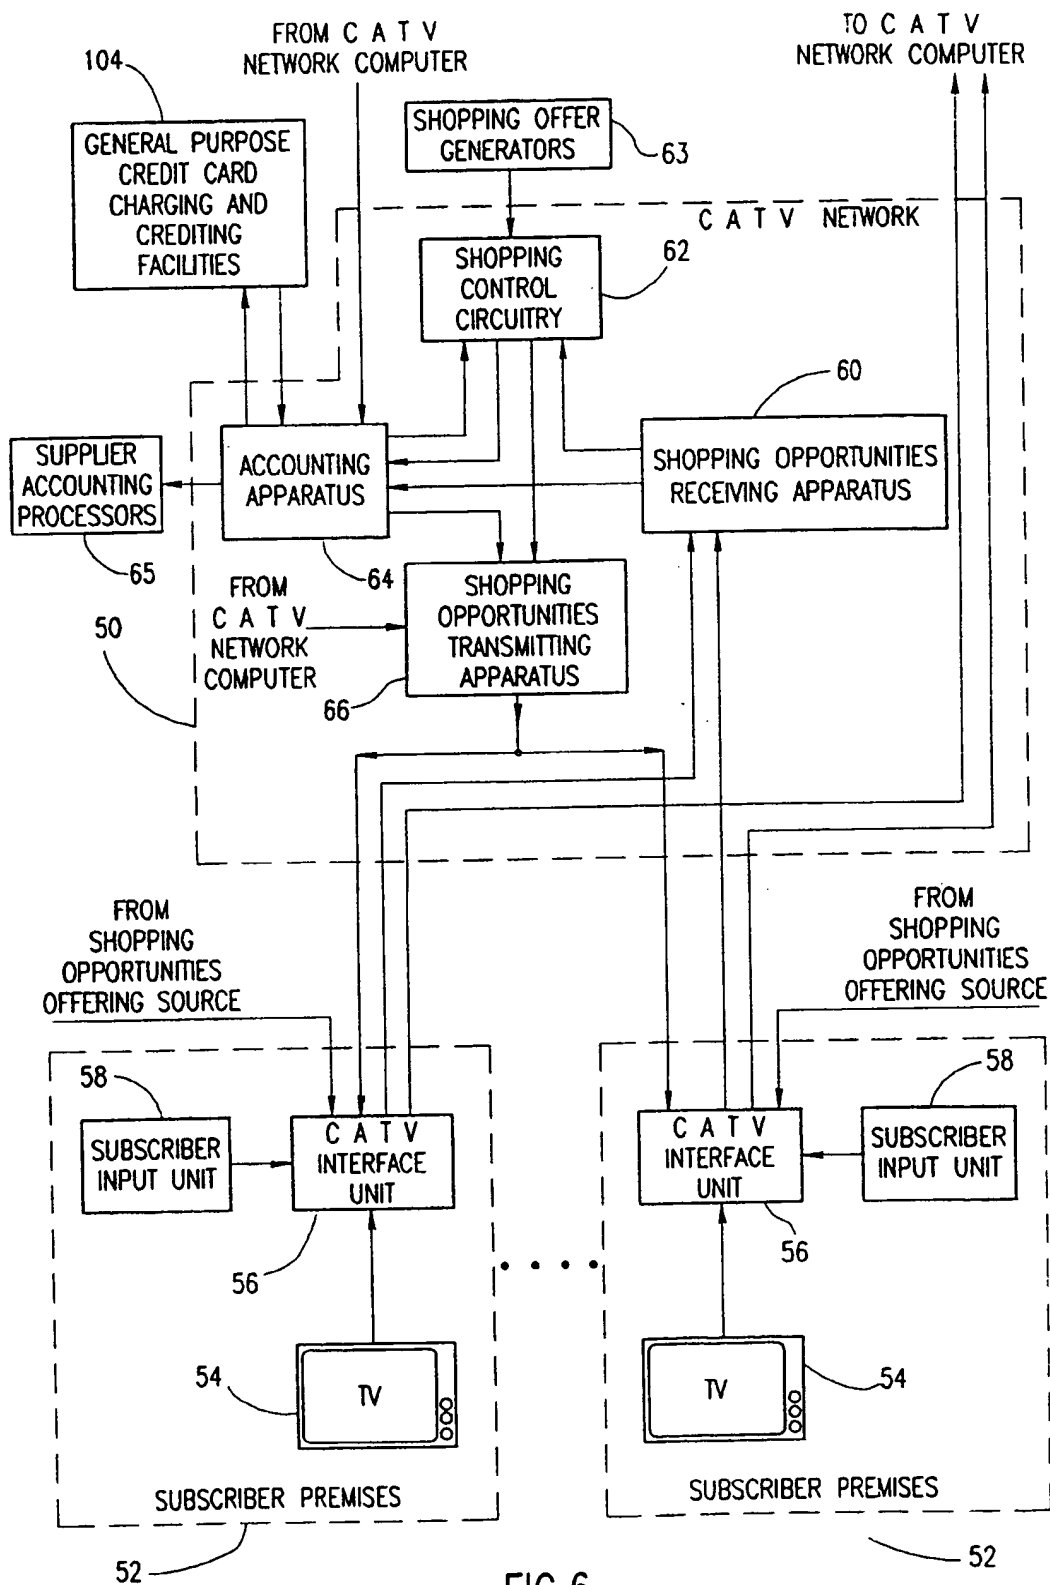 FROM C A T V
NETWORK COMPUTER
TO C A T V
NETWORK COMPUTER
104
GENERAL PURPOSE
CREDIT CARD
CHARGING AND
CREDITING
FACILITIES
SHOPPING OFFER
GENERATORS
63
C A T V NETWORK
SHOPPING
CONTROL
CIRCUITRY
62
60
SUPPLIER
ACCOUNTING
PROCESSORS
65
ACCOUNTING
APPARATUS
64
SHOPPING OPPORTUNITIES
RECEIVING APPARATUS
FROM
C A T V
NETWORK
COMPUTER
50
SHOPPING
OPPORTUNITIES
TRANSMITTING
APPARATUS
66
FROM
SHOPPING
OPPORTUNITIES
OFFERING SOURCE
FROM
SHOPPING
OPPORTUNITIES
OFFERING SOURCE
58
SUBSCRIBER
INPUT UNIT
C A T V
INTERFACE
UNIT
56
54
TV
SUBSCRIBER PREMISES
52
C A T V
INTERFACE
UNIT
56
58
SUBSCRIBER
INPUT UNIT
TV
54
SUBSCRIBER PREMISES
52
FIG.6